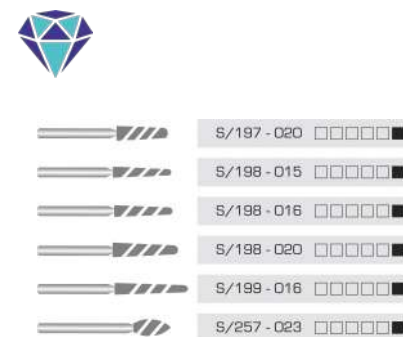 S/197 - 020
S/198 - 015
S/198 - 016
S/198 - 020
S/199 - 016
S/257 - 023